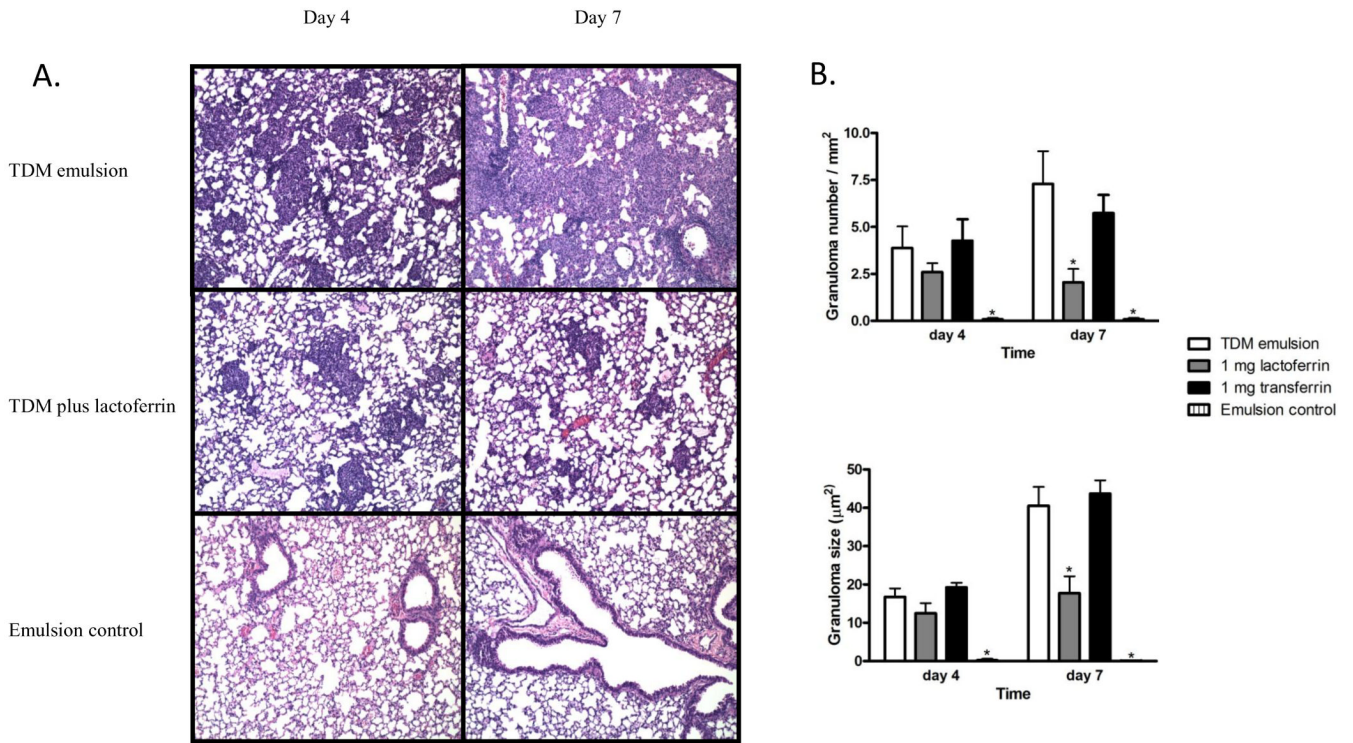 Day 4
Day 7
A.
TDM emulsion
TDM plus lactoferrin
Emulsion control
B.
Granuloma number / mm²
10.0
7.5
5.0
2.5
0.0
*
*
*
day 4
day 7
Time
TDM emulsion
1 mg lactoferrin
1 mg transferrin
Emulsion control
Granuloma size (µm²)
50
40
30
20
10
0
*
*
*
day 4
day 7
Time